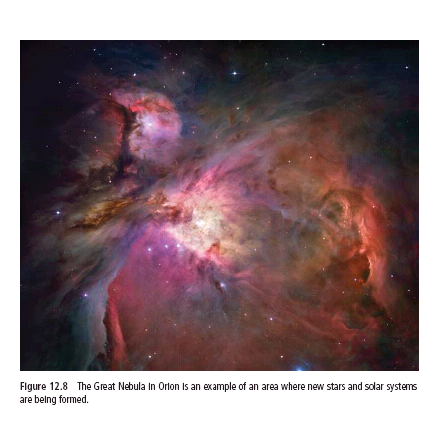 Figure 12.8 The Great Nebula in Orion is an example of an area where new stars and solar systems
are being formed.